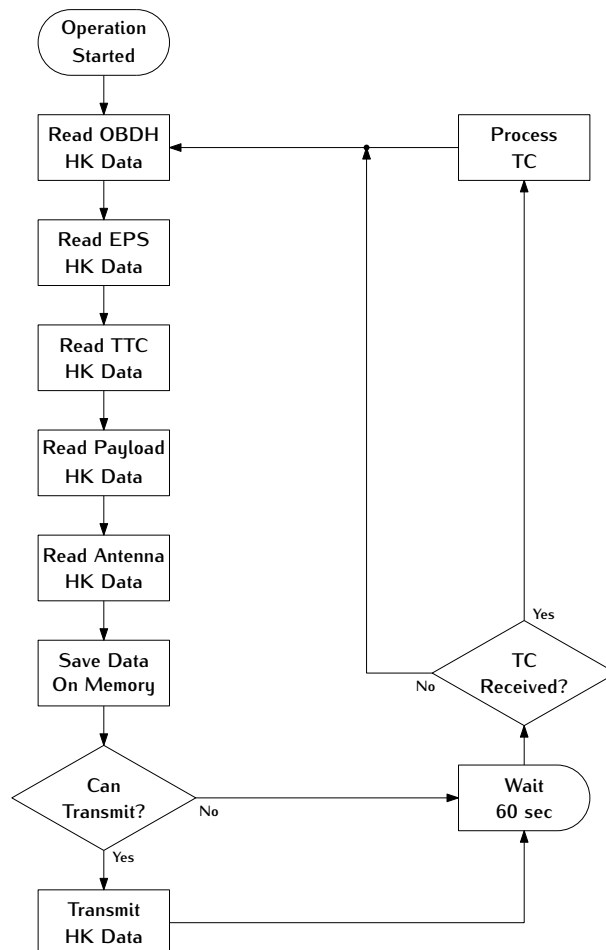 Operation
Started
Read OBDH
HK Data
Process
TC
Read EPS
HK Data
Read TTC
HK Data
Read Payload
HK Data
Read Antenna
HK Data
Save Data
On Memory
Yes
TC
Received?
No
Can
Transmit?
No
Yes
Wait
60 sec
Transmit
HK Data